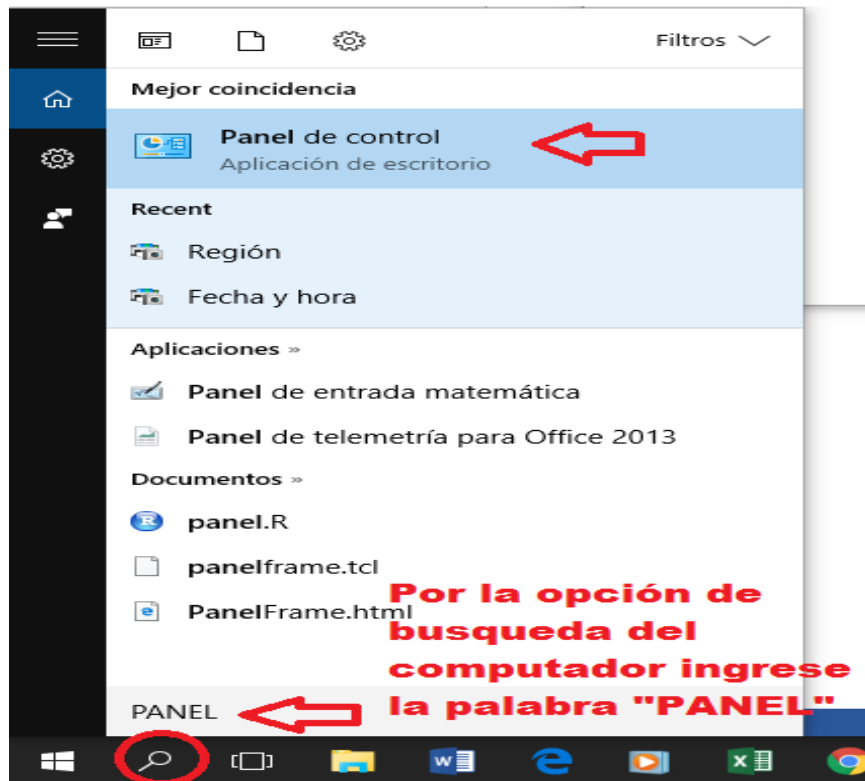 Filtros
Mejor coincidencia
Panel de control
Aplicación de escritorio
Recent
Región
Fecha y hora
Aplicaciones »
Panel de entrada matemática
Panel de telemetría para Office 2013
Documentos »
panel.R
panelframe.tcl
PanelFrame.html
Por la opción de
busqueda del
computador ingrese
la palabra "PANEL"
PANEL